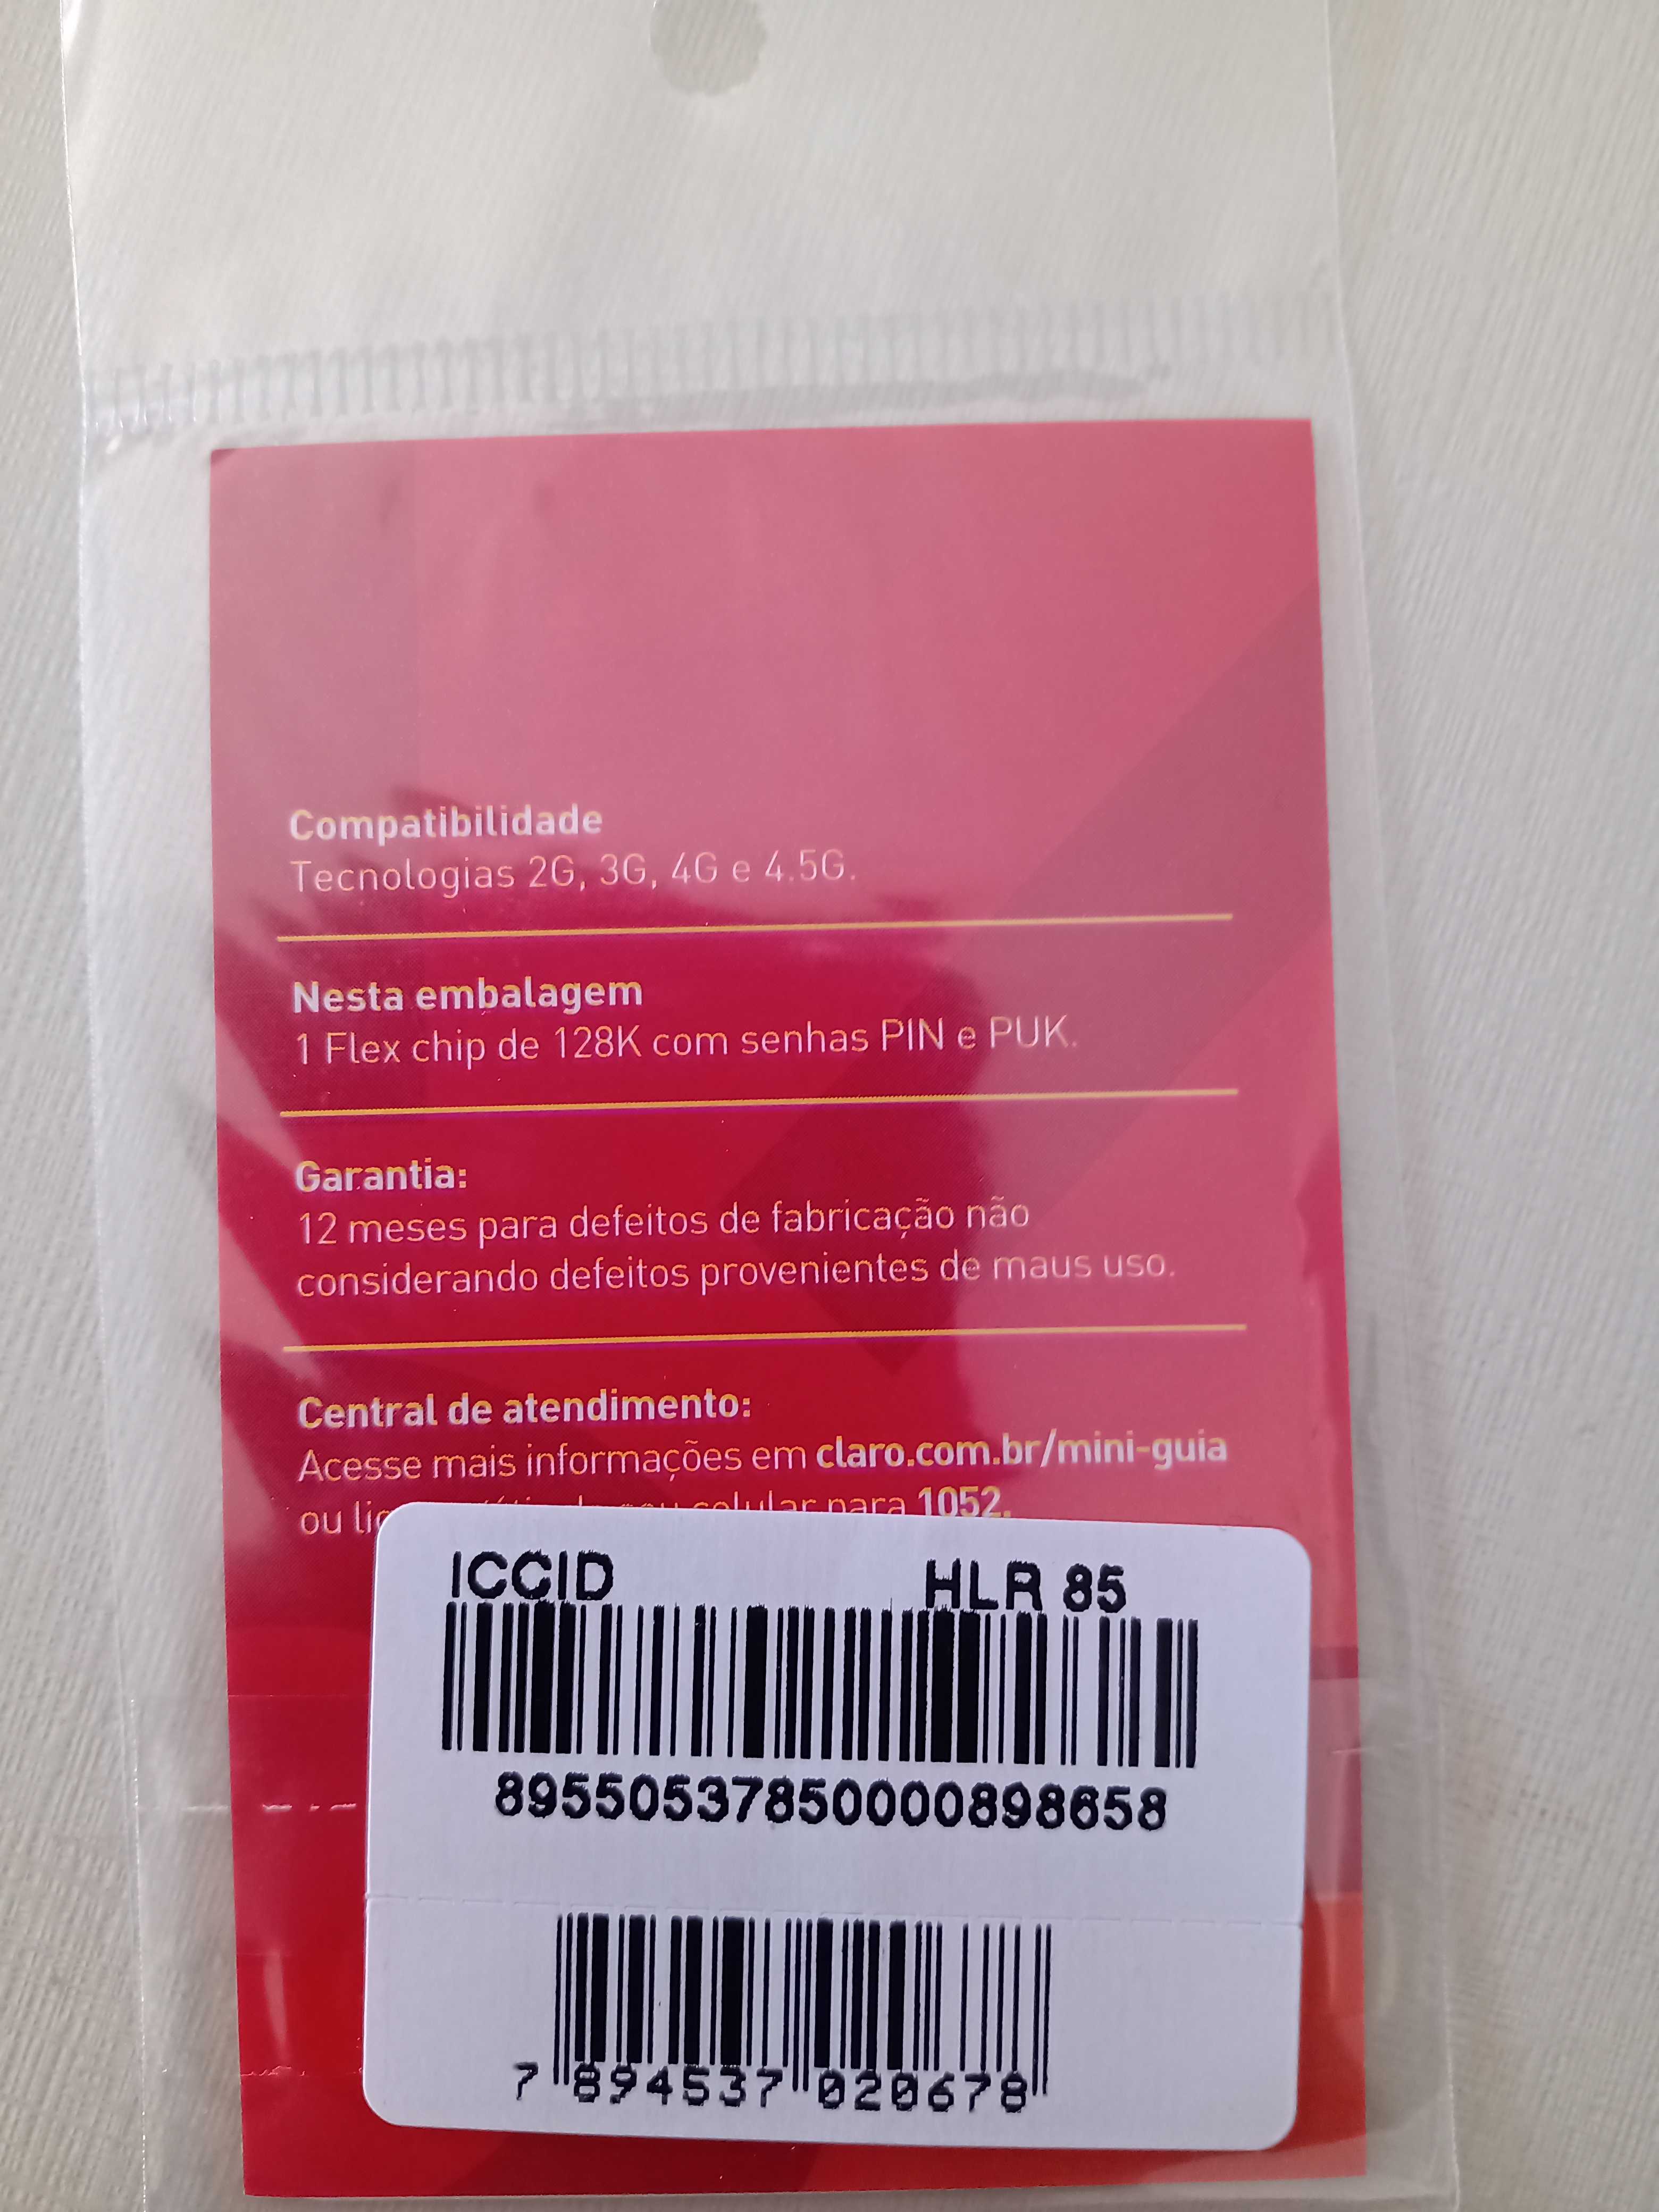 Compatibilidade
Tecnologias 2G, 3G, 4G e 4.5G.
Nesta embalagem
1 Flex chip de 128K com senhas PIN e PUK.
Garantia:
12 meses para defeitos de fabricação não
considerando defeitos provenientes de maus uso.
Central de atendimento:
Acesse mais informações em claro.com.br/mini-guia
ou celular para 1052.
ICCID HLR 85
89550537850000898658
7 894537 020678